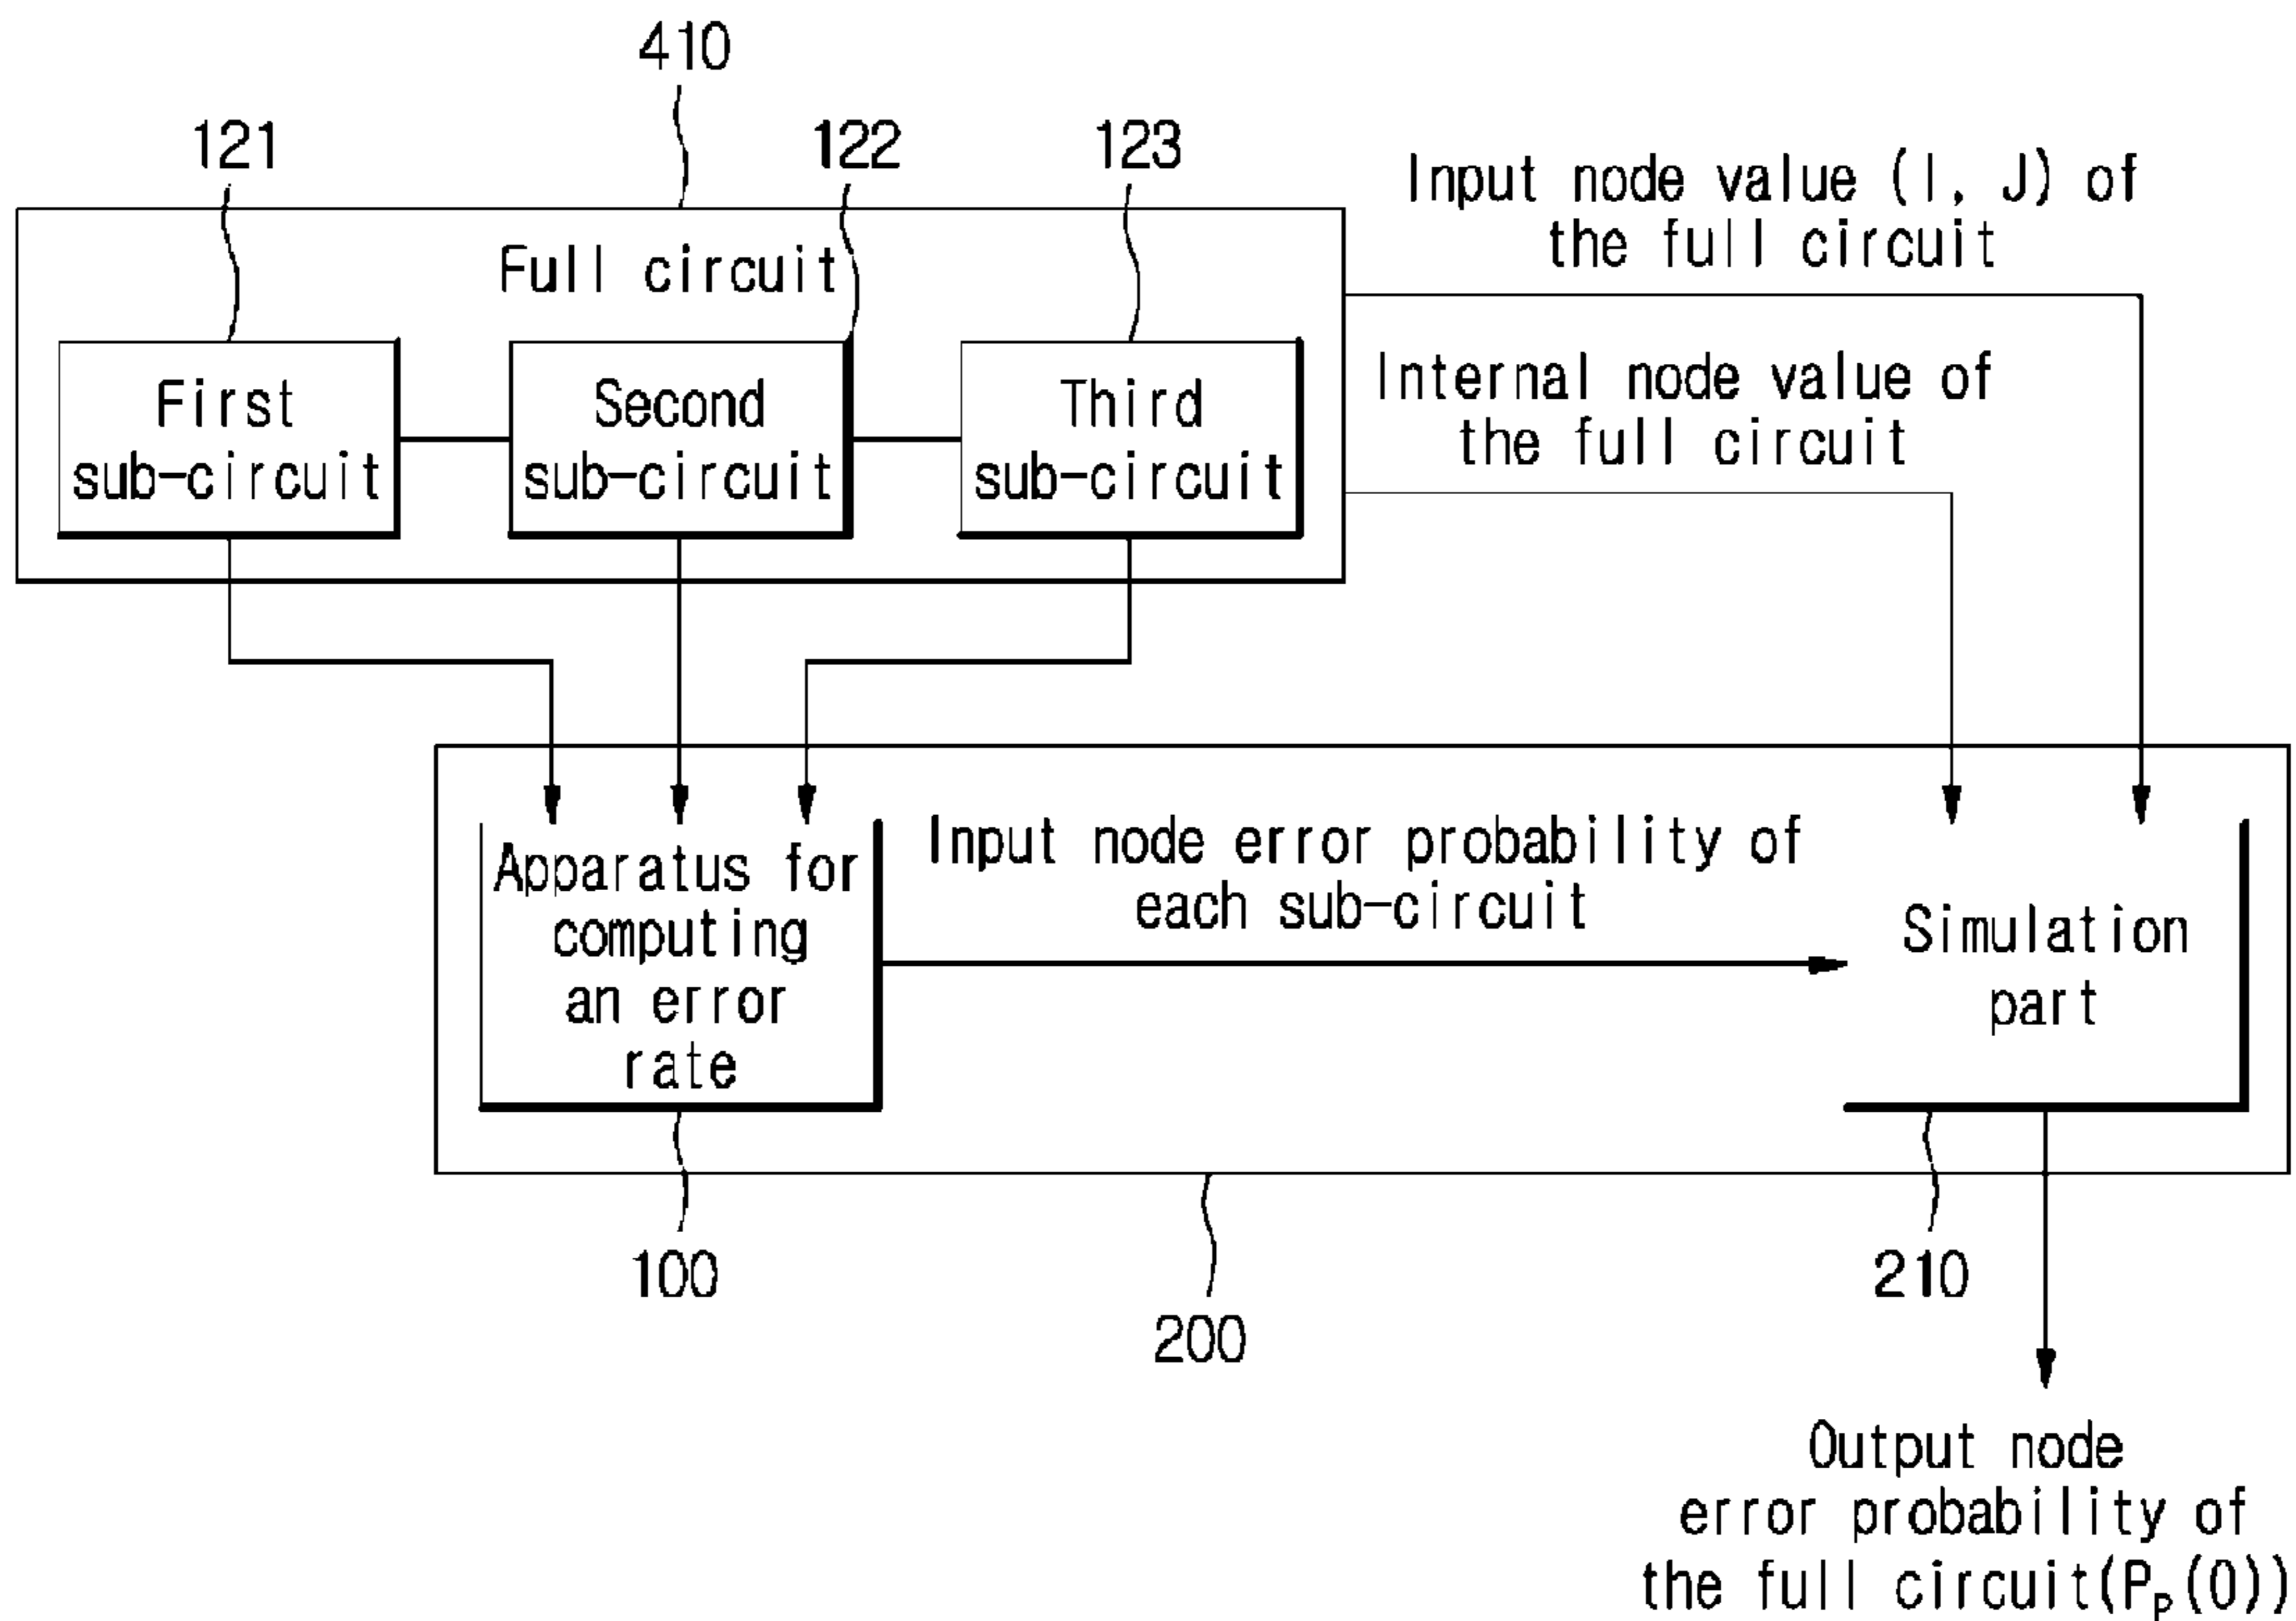 410
121
122
123
Input node value (I, J) of
the full circuit
Full circuit
Internal node value of
the full circuit
First
sub-circuit
Second
sub-circuit
Third
sub-circuit
Apparatus for
computing
an error
rate
Input node error probability of
each sub-circuit
Simulation
part
100
200
210
Output node
error probability of
the full circuit(Pₚ(0))